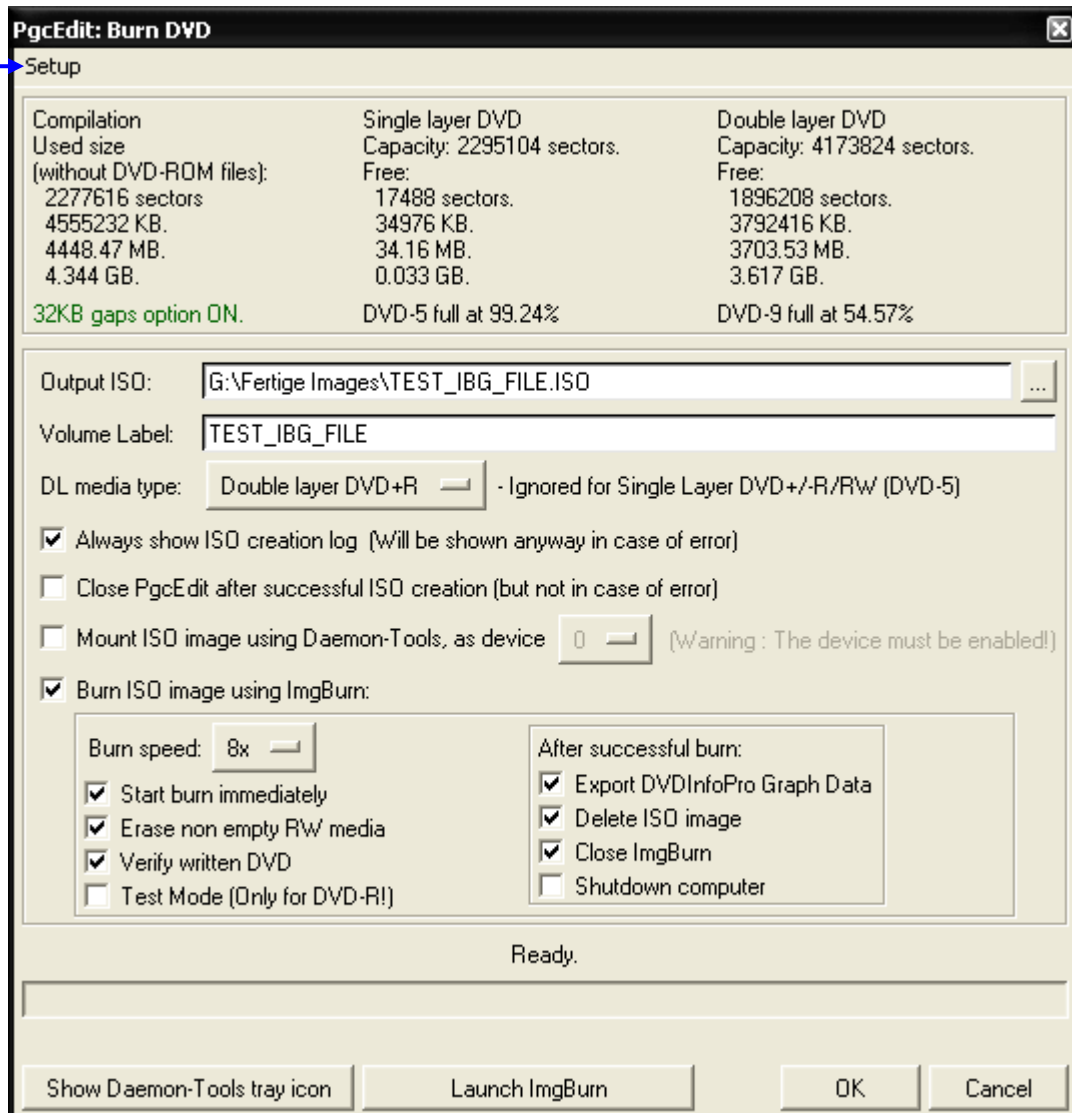 PgcEdit: Burn DVD
Setup
Compilation
Used size
(without DVD-ROM files):
2277616 sectors
4555232 KB.
4448.47 MB.
4.344 GB.
32KB gaps option ON.
Single layer DVD
Capacity: 2295104 sectors.
Free:
17488 sectors.
34976 KB.
34.16 MB.
0.033 GB.
DVD-5 full at 99.24%
Double layer DVD
Capacity: 4173824 sectors.
Free:
1896208 sectors.
3792416 KB.
3703.53 MB.
3.617 GB.
DVD-9 full at 54.57%
Output ISO: G:\Fertige Images\TEST_IBG_FILE.ISO ...
Volume Label: TEST_IBG_FILE
DL media type: Double layer DVD+R - Ignored for Single Layer DVD+/-R/RW (DVD-5)
Always show ISO creation log (Will be shown anyway in case of error)
Close PgcEdit after successful ISO creation (but not in case of error)
Mount ISO image using Daemon-Tools, as device 0 (Warning : The device must be enabled!)
Burn ISO image using ImgBurn:
Burn speed: 8x
Start burn immediately
Erase non empty RW media
Verify written DVD
Test Mode (Only for DVD-R!)
After successful burn:
Export DVDInfoPro Graph Data
Delete ISO image
Close ImgBurn
Shutdown computer
Ready.
Show Daemon-Tools tray icon Launch ImgBurn OK Cancel